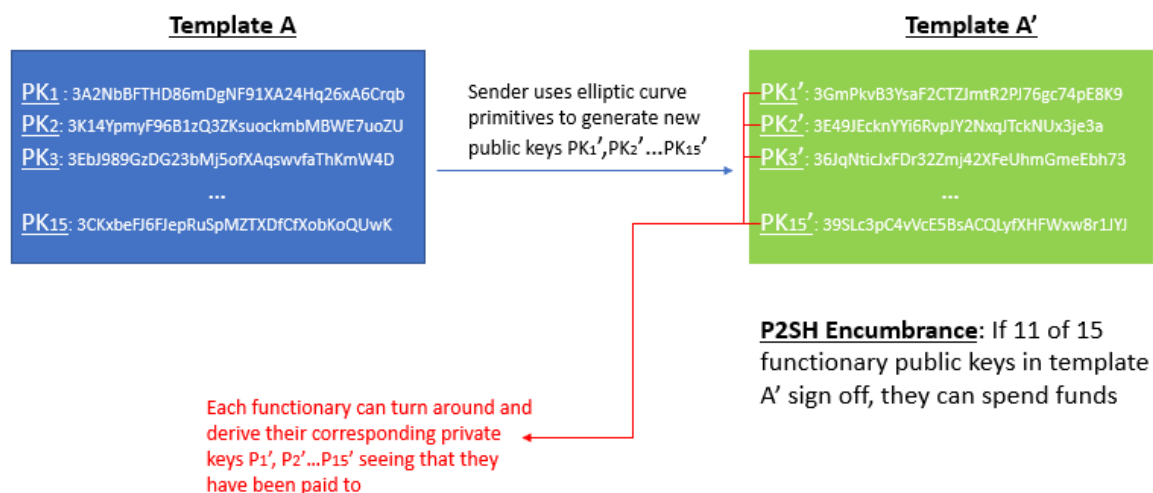 Template A
Template A’
PK1 : 3A2NbBFTHD86mDgNF91XA24Hq26xA6Crqb
PK2: 3K14YpmyF96B1zQ3ZKsuockmbMBWE7uoZU
PK3: 3EbJ989GzDG23bMj5ofXAqswvfaThKmW4D
...
PK15: 3CKxbeFJ6FJepRuSpMZTXDfCfXobKoQUwK
Sender uses elliptic curve
primitives to generate new
public keys PK1’,PK2’...PK15’
PK1’: 3GmPkvB3YsaF2CTZJmtR2PJ76gc74pE8K9
PK2’: 3E49JEcknYYi6RvpJY2NxqJTckNUx3je3a
PK3’: 36JqNticJxFDr32Zmj42XFeUhmGmeEbh73
...
PK15’: 39SLc3pC4vVcE5BsACQLyfXHFWxw8r1JYJ
P2SH Encumbrance: If 11 of 15
functionary public keys in template
A’ sign off, they can spend funds
Each functionary can turn around and
derive their corresponding private
keys P1’, P2’...P15’ seeing that they
have been paid to